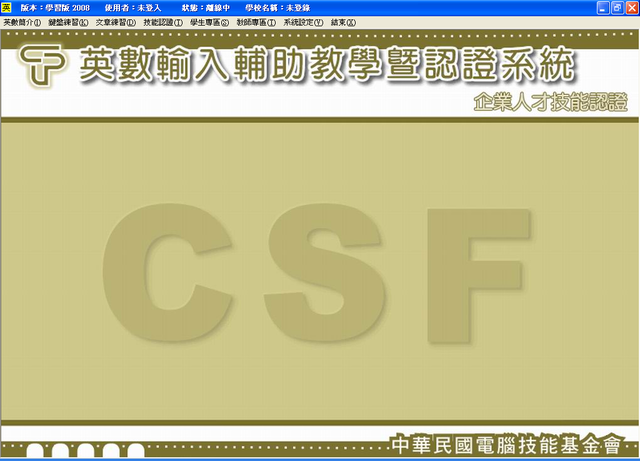 英 版本：學習版 2008 使用者：未登入 狀態：離線中 學校名稱：未登錄
英數簡介(I) 鍵盤練習(K) 文章練習(D) 技能認證(T) 學生專區(S) 教師專區(T) 系統設定(Y) 結束(X)
英數輸入輔助教學暨認證系統
企業人才技能認證
CSF
中華民國電腦技能基金會